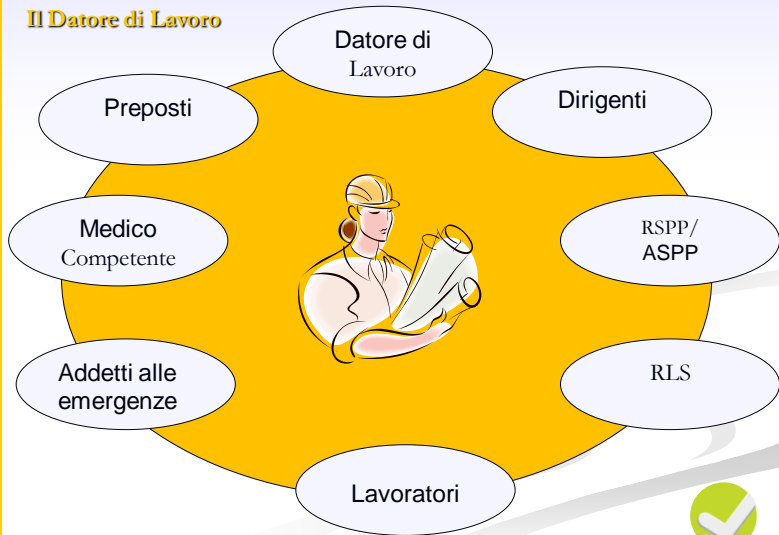 Il Datore di Lavoro
Datore di
Lavoro
Preposti
Dirigenti
Medico
Competente
RSPP/
ASPP
Addetti alle
emergenze
RLS
Lavoratori